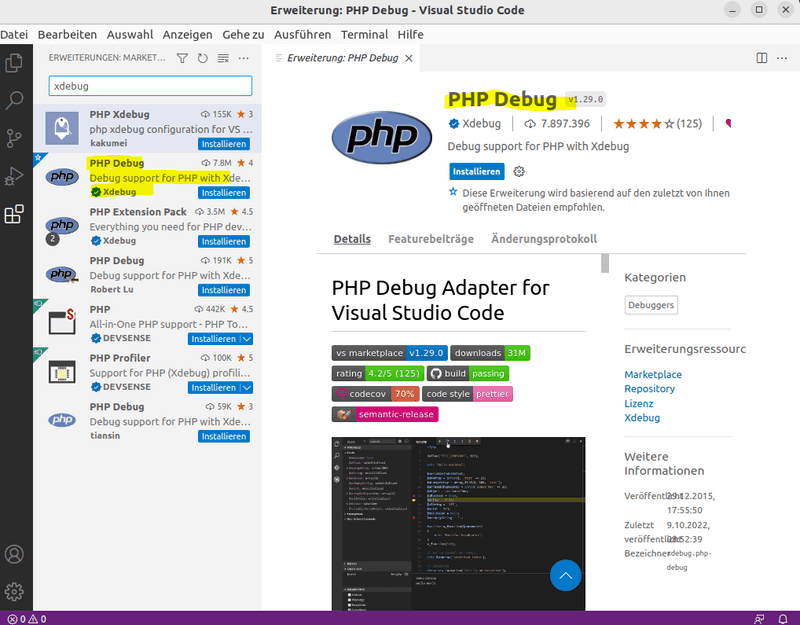 Erweiterung: PHP Debug - Visual Studio Code
Datei Bearbeiten Auswahl Anzeigen Gehe zu Ausführen Terminal Hilfe
ERWEITERUNGEN: MARKET...
xdebug
PHP Xdebug 155K 3
php xdebug configuration for VS ...
kakumei Installieren
PHP Debug 7.8M 4
Debug support for PHP with Xde...
Xdebug Installieren
PHP Extension Pack 3.5M 4.5
Everything you need for PHP dev...
Xdebug Installieren
2
PHP Debug 191K 5
Debug support for PHP with Xde...
Robert Lu Installieren
PHP 442K 4.5
All-in-One PHP support - PHP To...
DEVSENSE Installieren
PHP Profiler 100K 5
Support for PHP (Xdebug) profili...
DEVSENSE Installieren
PHP Debug 59K 3
Debug support for PHP with Xde...
tiansin Installieren
Erweiterung: PHP Debug
php
PHP Debug v1.29.0
Xdebug 7.897.396 (125)
Debug support for PHP with Xdebug
Installieren
Diese Erweiterung wird basierend auf den zuletzt von Ihnen
geöffneten Dateien empfohlen.
Details Featurebeiträge Änderungsprotokoll
PHP Debug Adapter for
Visual Studio Code
vs marketplace v1.29.0 downloads 31M
rating 4.2/5 (125) build passing
codecov 70% code style prettier
semantic-release
Kategorien
Debuggers
Erweiterungsressourc
Marketplace
Repository
Lizenz
Xdebug
Weitere
Informationen
Veröffentlicht 29.12.2015,
17:55:50
Zuletzt 9.10.2022,
veröffentlicht 08:52:39
Bezeichner xdebug.php-
debug
0 0